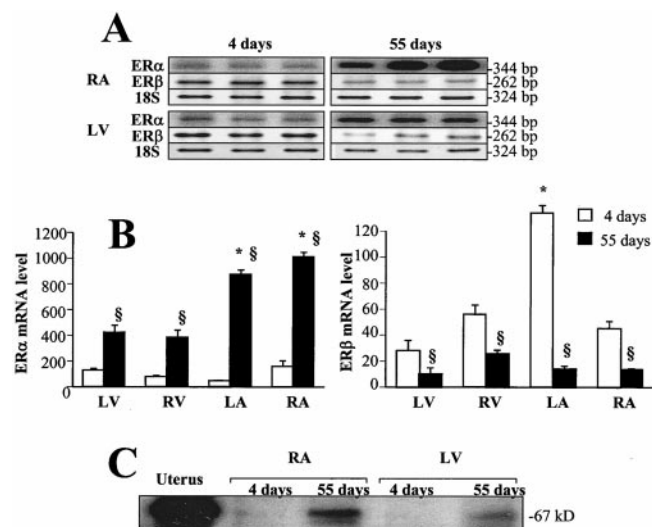 A
4 days 55 days
RA
ERα
-344 bp
ERβ
-262 bp
18S
-324 bp
LV
ERα
-344 bp
ERβ
-262 bp
18S
-324 bp
B
ERα mRNA level
1200
1000
800
600
400
200
0
§ § * § * §
LV RV LA RA
ERβ mRNA level
120
100
80
60
40
20
0
*
§ § § §
LV RV LA RA
4 days
55 days
C
RA LV
Uterus 4 days 55 days 4 days 55 days
-67 kD